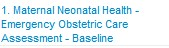 1. Maternal Neonatal Health -
Emergency Obstetric Care
Assessment - Baseline